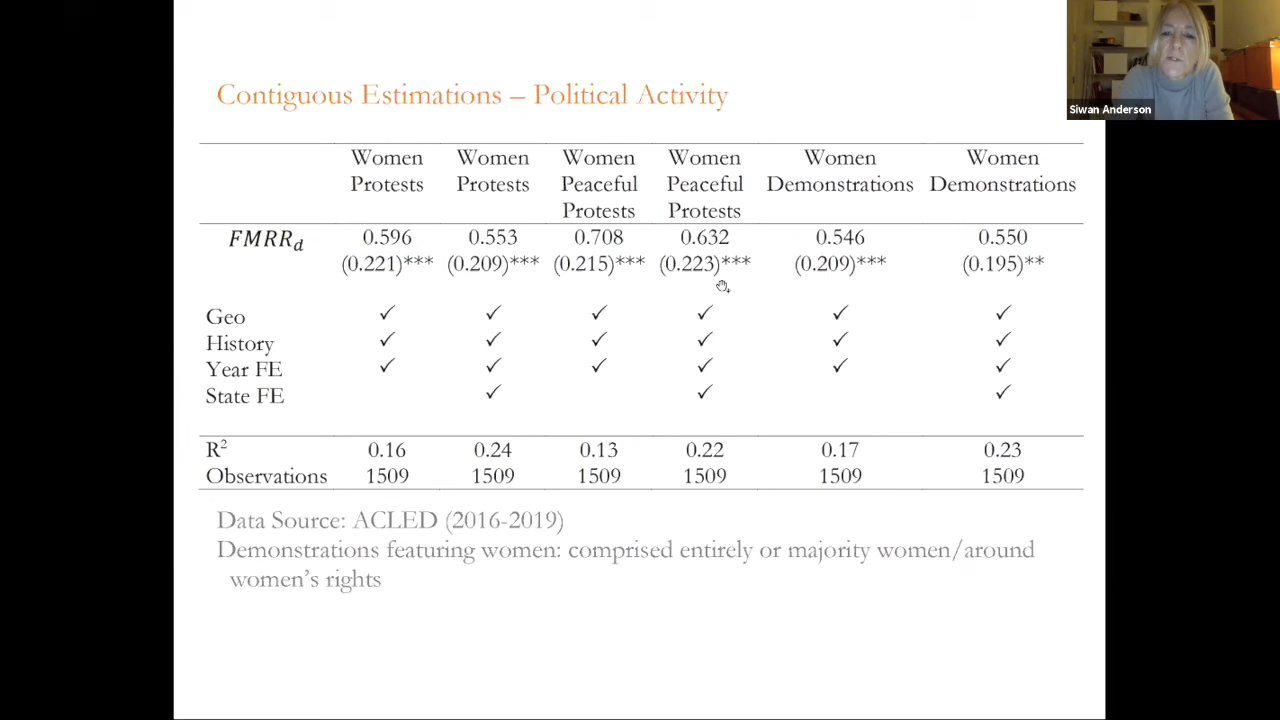 Siwan Anderson
Contiguous Estimations – Political Activity
Women Women Women Women Women Women
Protests Protests Peaceful Peaceful Demonstrations Demonstrations
Protests Protests
FMRR_d 0.596 0.553 0.708 0.632 0.546 0.550
(0.221)*** (0.209)*** (0.215)*** (0.223)*** (0.209)*** (0.195)**
Geo ✓ ✓ ✓ ✓ ✓ ✓
History ✓ ✓ ✓ ✓ ✓ ✓
Year FE ✓ ✓ ✓ ✓ ✓ ✓
State FE ✓ ✓ ✓
R² 0.16 0.24 0.13 0.22 0.17 0.23
Observations 1509 1509 1509 1509 1509 1509
Data Source: ACLED (2016-2019)
Demonstrations featuring women: comprised entirely or majority women/around
women's rights